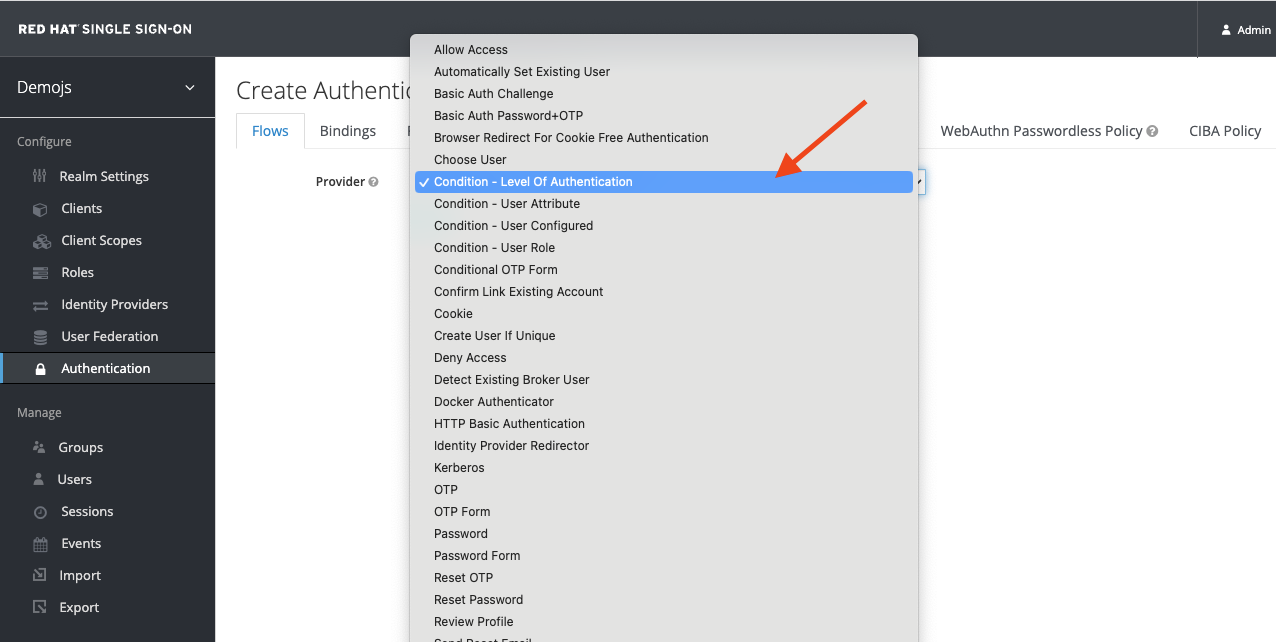 RED HAT SINGLE SIGN-ON
Admin
Demojs
Configure
Realm Settings
Clients
Client Scopes
Roles
Identity Providers
User Federation
Authentication
Manage
Groups
Users
Sessions
Events
Import
Export
Create Authentic
Flows
Bindings
WebAuthn Passwordless Policy
CIBA Policy
Provider
Allow Access
Automatically Set Existing User
Basic Auth Challenge
Basic Auth Password+OTP
Browser Redirect For Cookie Free Authentication
Choose User
Condition - Level Of Authentication
Condition - User Attribute
Condition - User Configured
Condition - User Role
Conditional OTP Form
Confirm Link Existing Account
Cookie
Create User If Unique
Deny Access
Detect Existing Broker User
Docker Authenticator
HTTP Basic Authentication
Identity Provider Redirector
Kerberos
OTP
OTP Form
Password
Password Form
Reset OTP
Reset Password
Review Profile
Send Reset Email